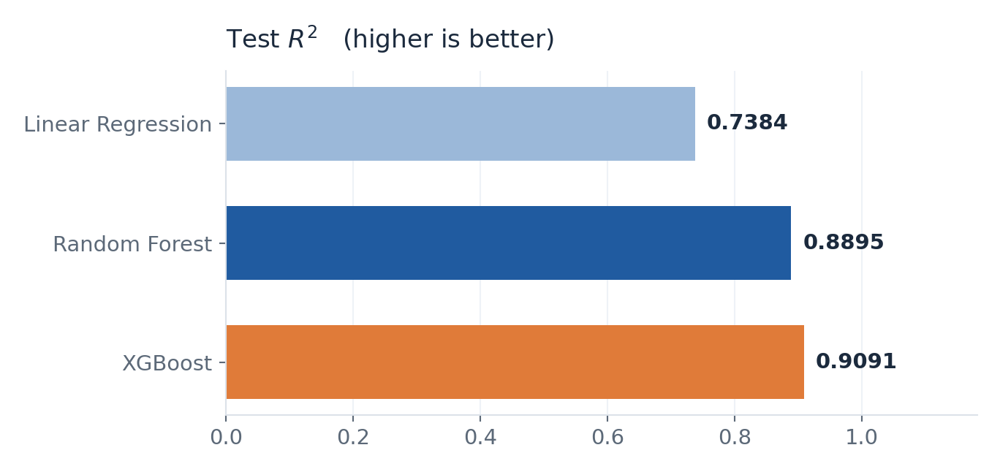 Test R² (higher is better)
Linear Regression
0.7384
Random Forest
0.8895
XGBoost
0.9091
0.0 0.2 0.4 0.6 0.8 1.0